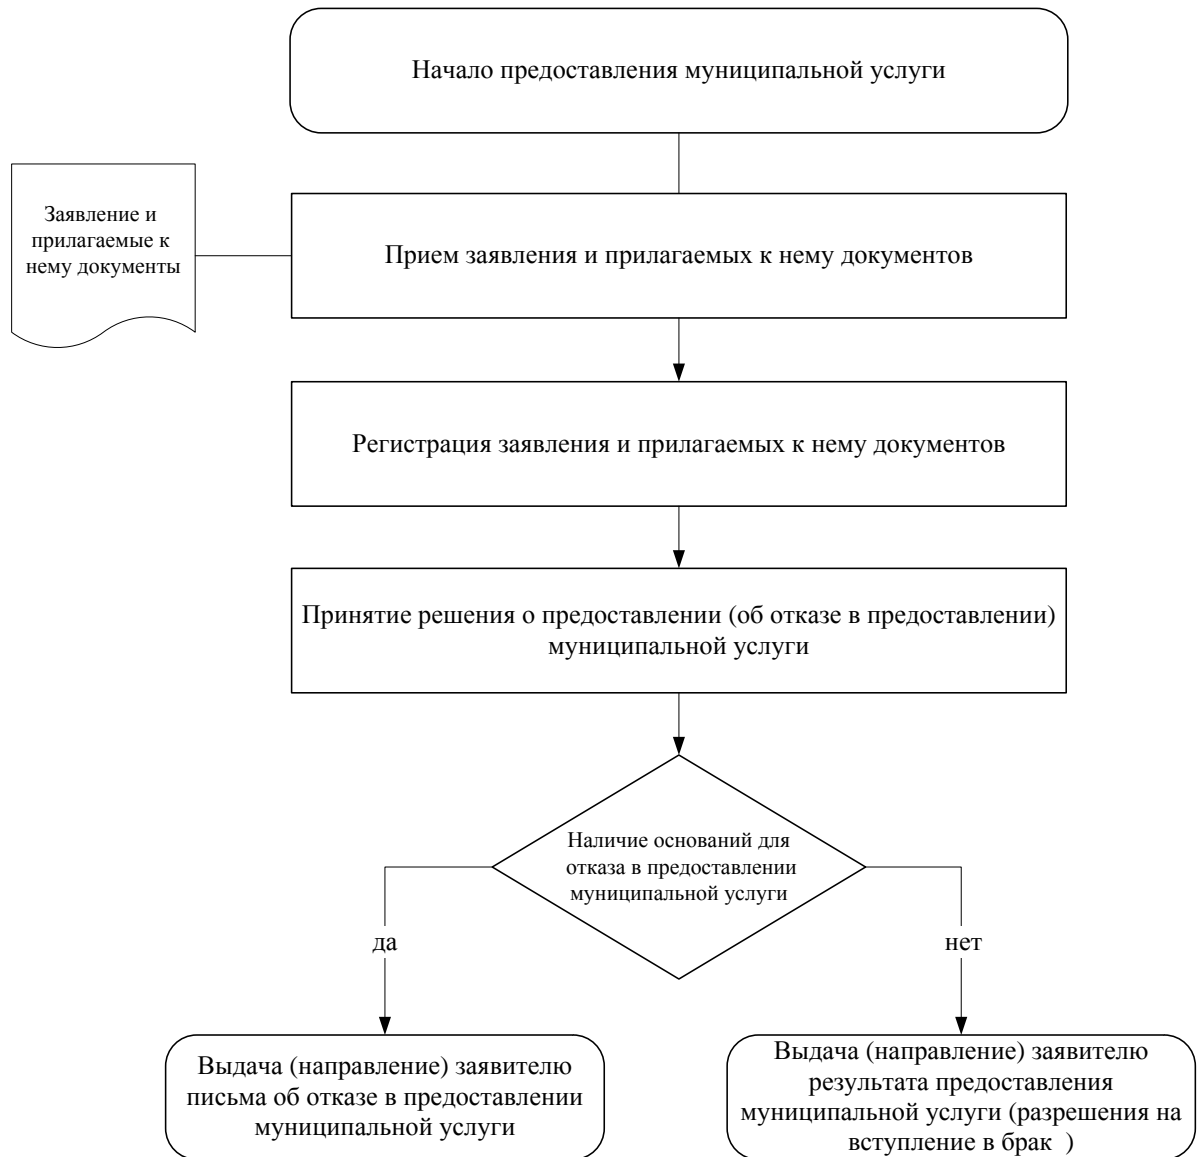 Начало предоставления муниципальной услуги
Заявление и
прилагаемые к
нему документы
Прием заявления и прилагаемых к нему документов
Регистрация заявления и прилагаемых к нему документов
Принятие решения о предоставлении (об отказе в предоставлении)
муниципальной услуги
Наличие оснований для
отказа в предоставлении
муниципальной услуги
да
нет
Выдача (направление) заявителю
письма об отказе в предоставлении
муниципальной услуги
Выдача (направление) заявителю
результата предоставления
муниципальной услуги (разрешения на
вступление в брак )